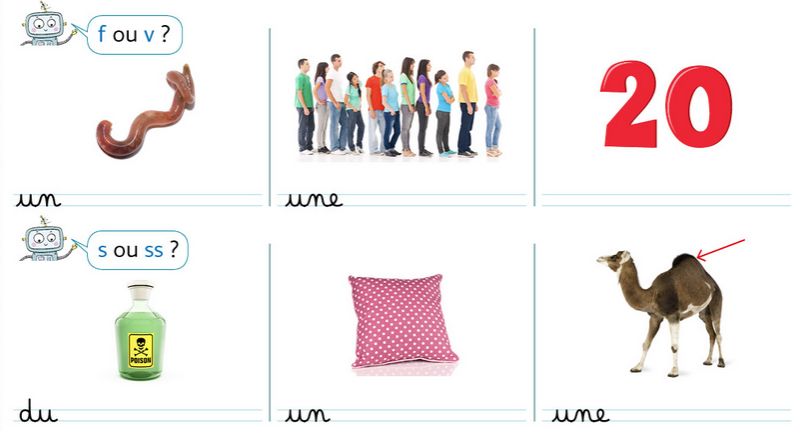 f ou v ?
20
un
une
s ou ss ?
POISON
du
un
une